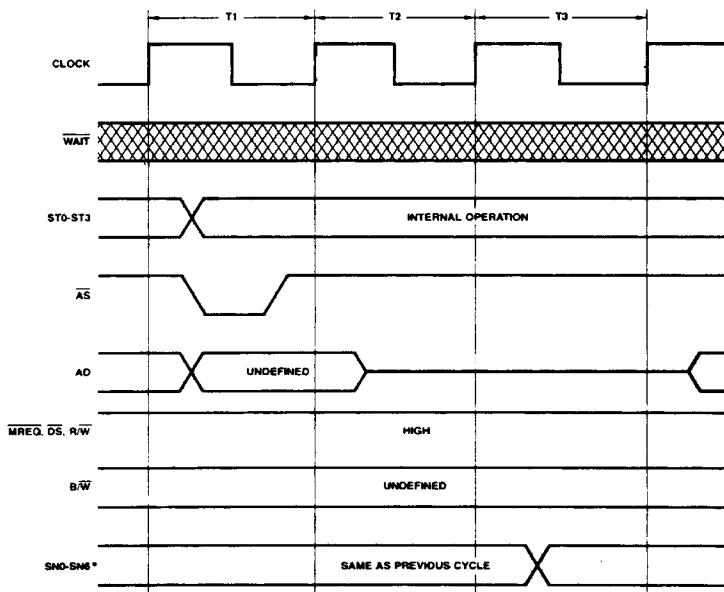 T1 T2 T3
CLOCK
WAIT
ST0-ST3 INTERNAL OPERATION
AS
AD UNDEFINED
MREQ, DS, R/W HIGH
B/W UNDEFINED
SN0-SN6* SAME AS PREVIOUS CYCLE